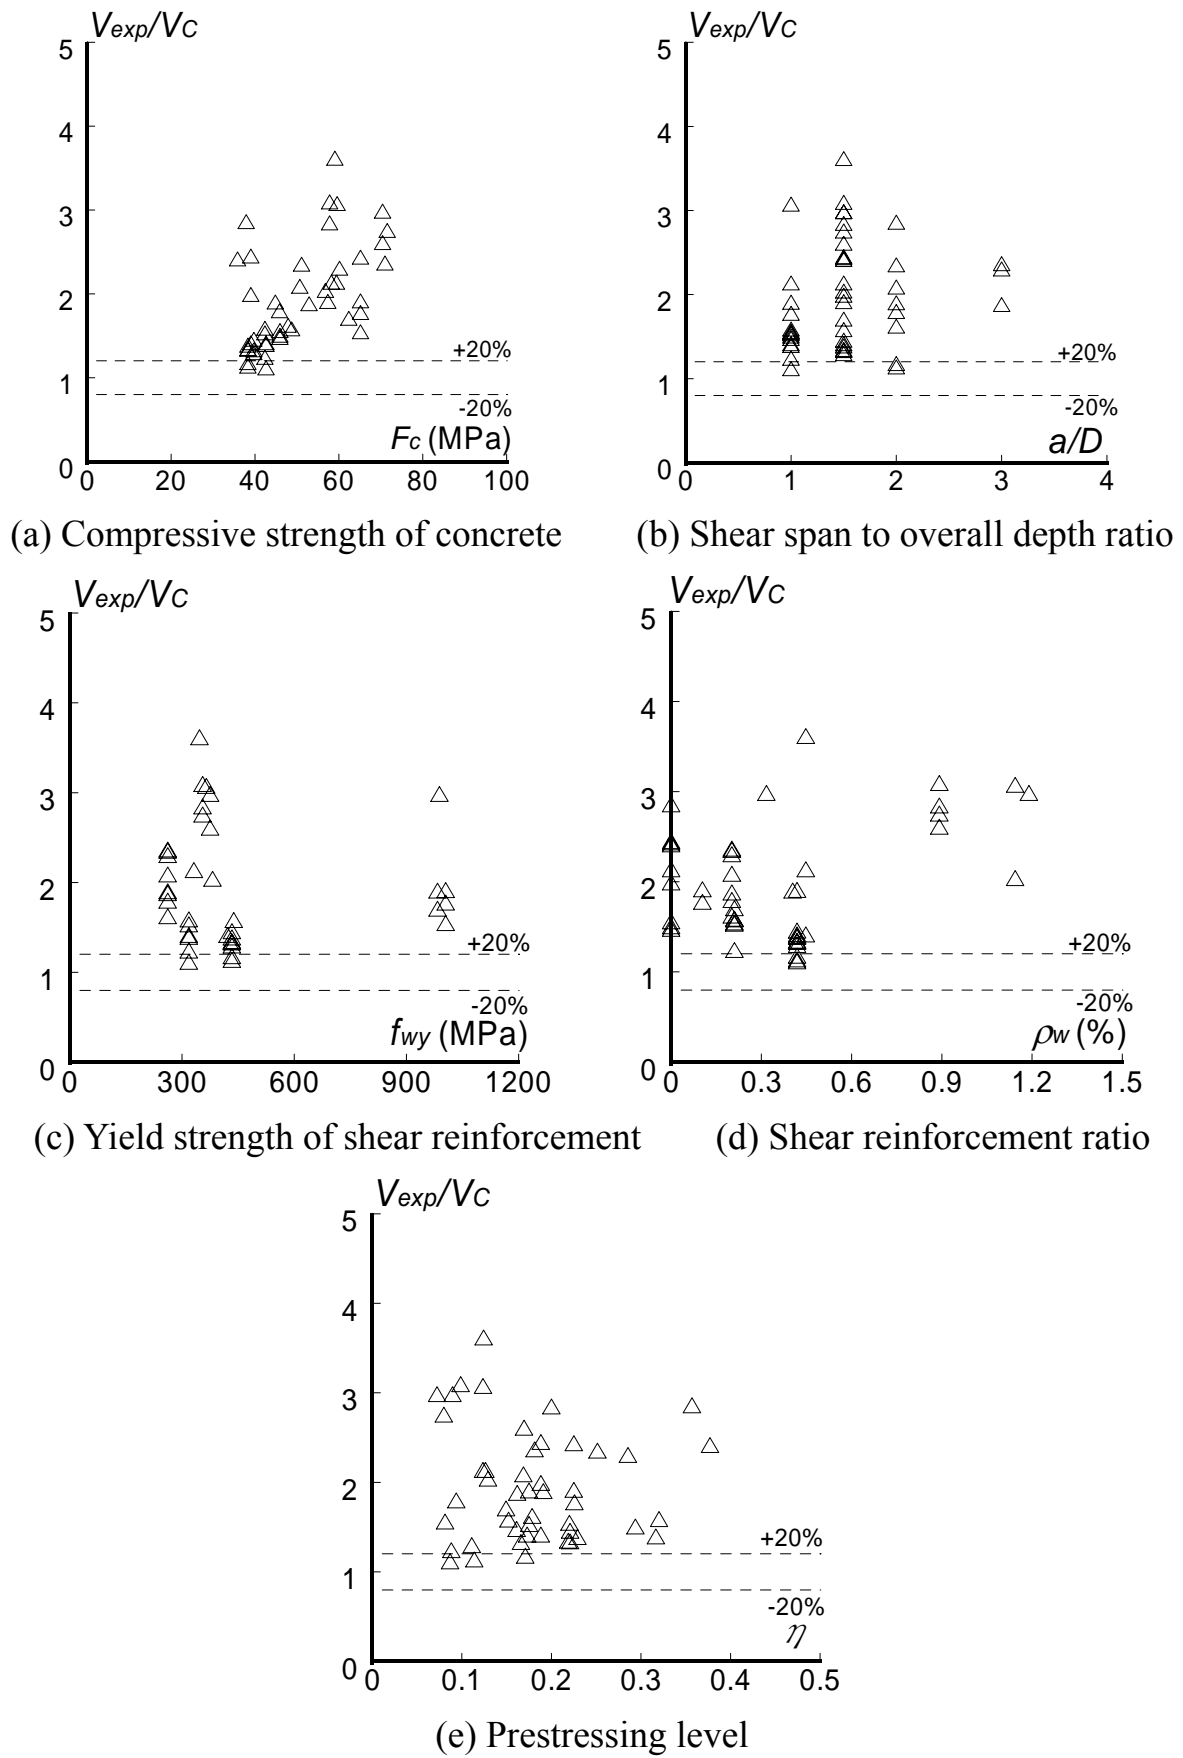 Vexp/VC
5
4
3
2
1
0
+20%
-20%
Fc (MPa)
0 20 40 60 80 100
(a) Compressive strength of concrete
Vexp/VC
5
4
3
2
1
0
+20%
-20%
a/D
0 1 2 3 4
(b) Shear span to overall depth ratio
Vexp/VC
5
4
3
2
1
0
+20%
-20%
fwy (MPa)
0 300 600 900 1200
(c) Yield strength of shear reinforcement
Vexp/VC
5
4
3
2
1
0
+20%
-20%
ρw (%)
0 0.3 0.6 0.9 1.2 1.5
(d) Shear reinforcement ratio
Vexp/VC
5
4
3
2
1
0
+20%
-20%
η
0 0.1 0.2 0.3 0.4 0.5
(e) Prestressing level